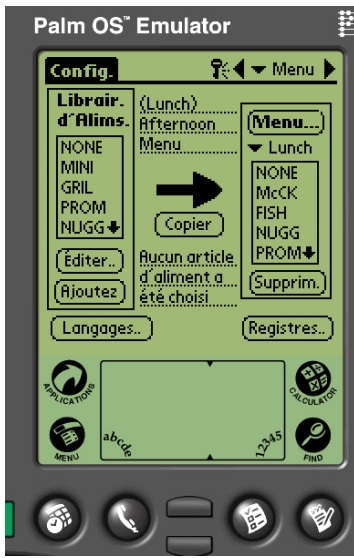 Palm OS™ Emulator
Config.
Menu
Librair.
d´Alims.
NONE
MINI
GRIL
PROM
NUGG
Éditer..
Ajoutez
(Lunch)
Afternoon
Menu
Copier
Aucun article
d´aliment a
été choisi
Menu...
Lunch
NONE
McCK
FISH
NUGG
PROM
Supprim.
Langages..
Registres..
APPLICATIONS
MENU
abcde
12345
CALCULATOR
FIND